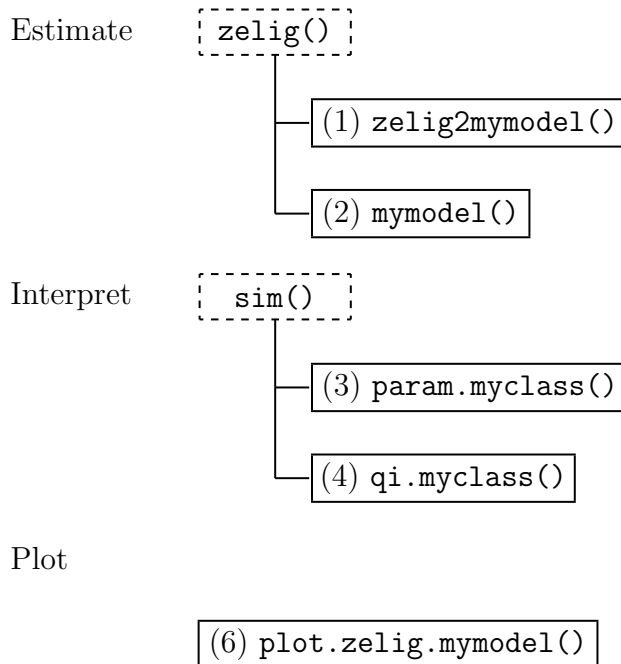 Estimate zelig()
(1) zelig2mymodel()
(2) mymodel()
Interpret sim()
(3) param.myclass()
(4) qi.myclass()
Plot
(6) plot.zelig.mymodel()